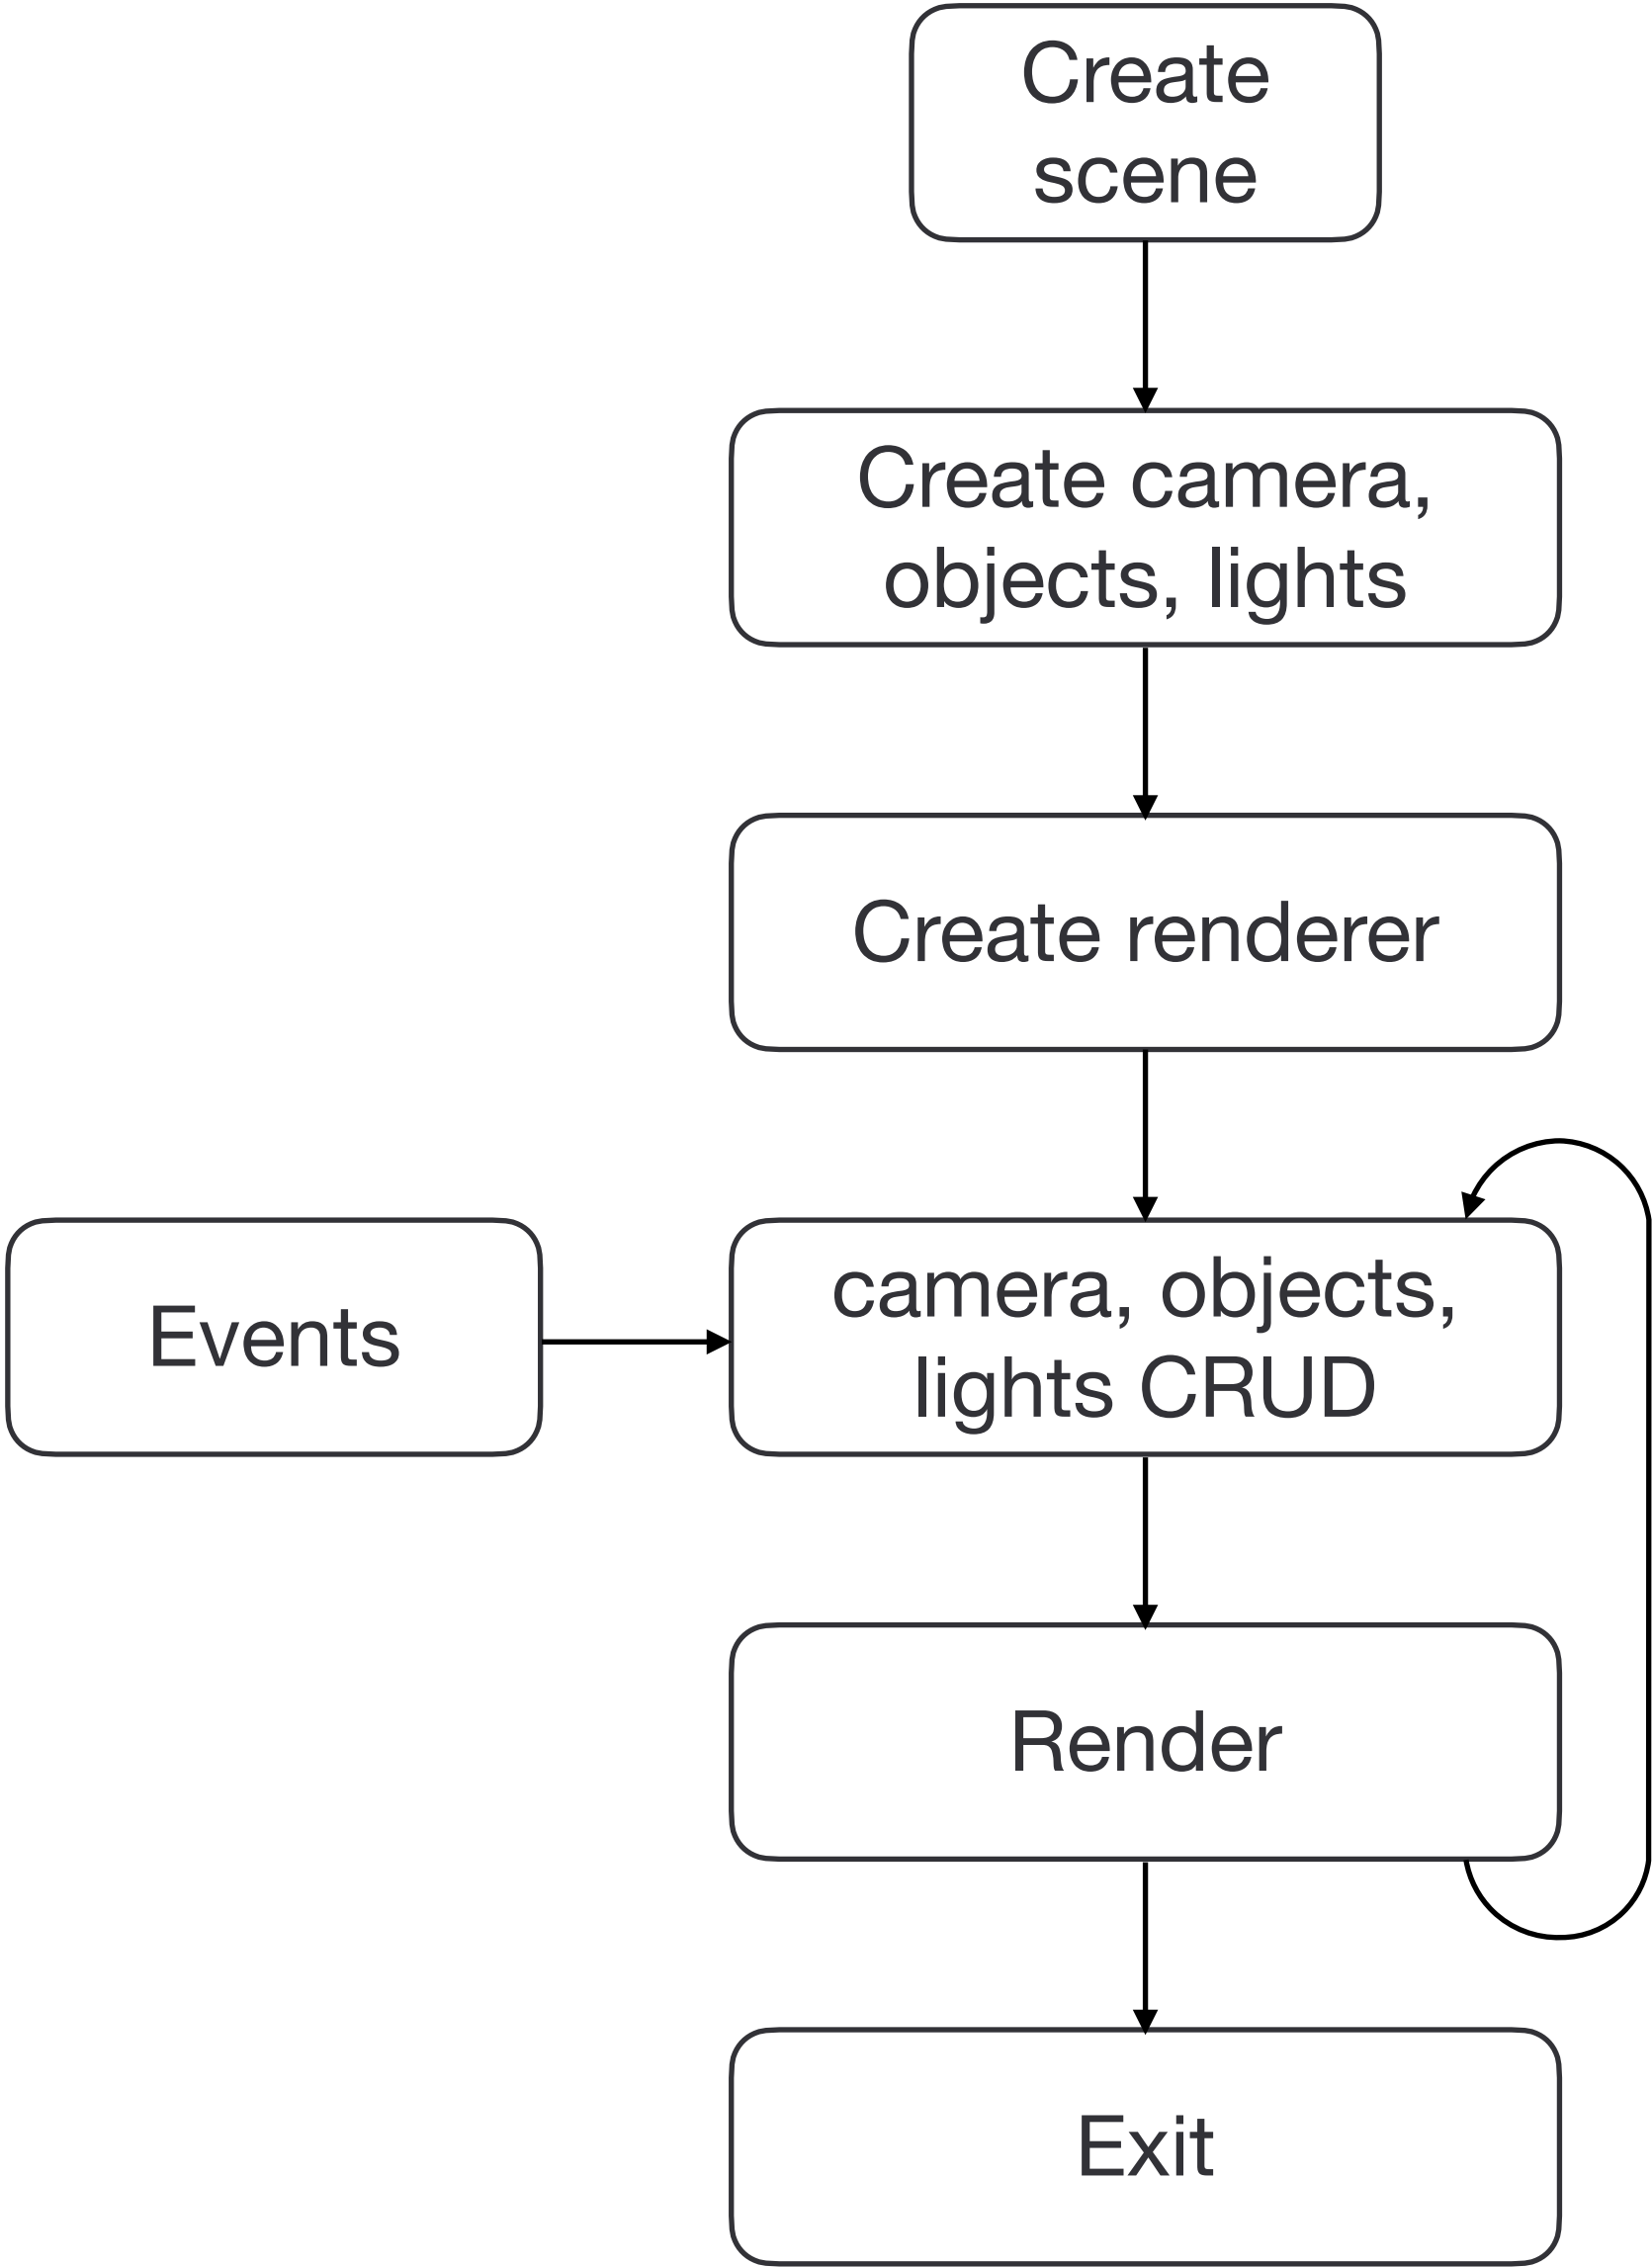 Create
scene
Create camera,
objects, lights
Create renderer
Events
camera, objects,
lights CRUD
Render
Exit